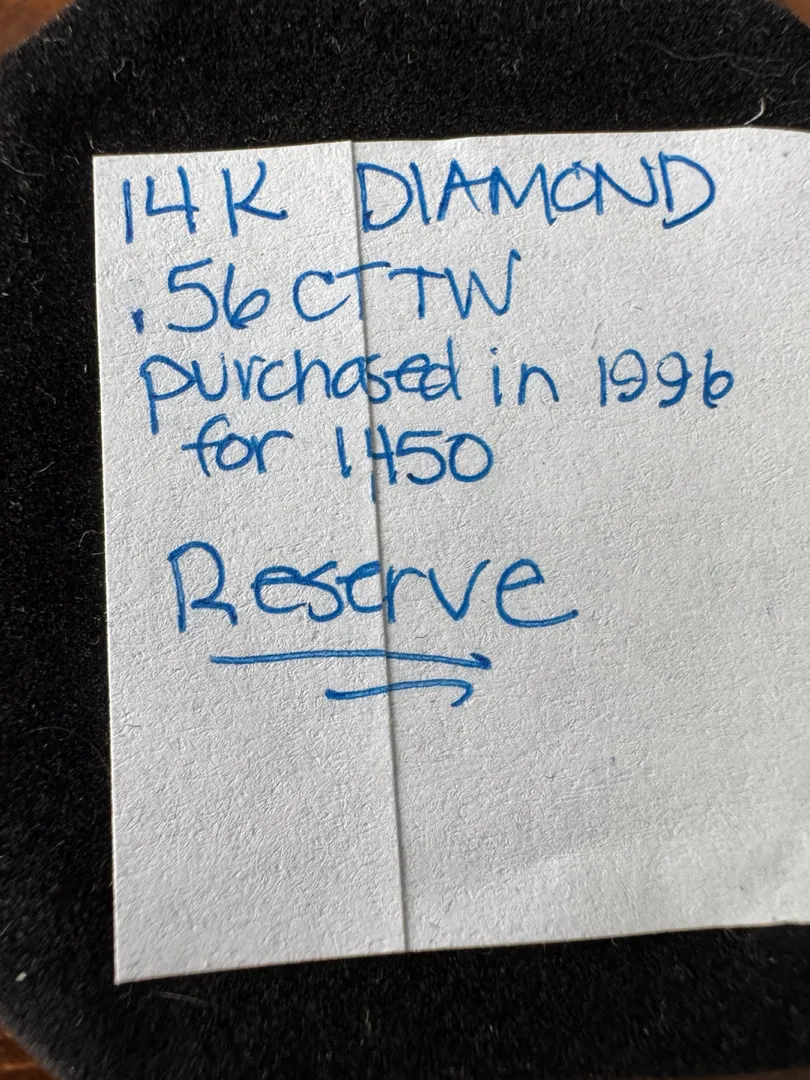 14K DIAMOND
.56 CTTW
purchased in 1996
for 1450
Reserve